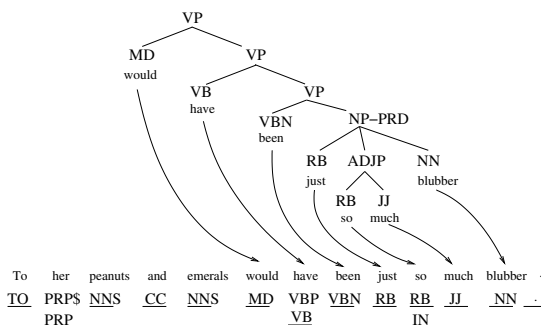 VP
MD VP
would
VB VP
have
VBN NP–PRD
been
RB ADJP NN
just blubber
RB JJ
so much
To her peanuts and emerals would have been just so much blubber .
TO PRP$ NNS CC NNS MD VBP VBN RB RB JJ NN .
PRP VB IN